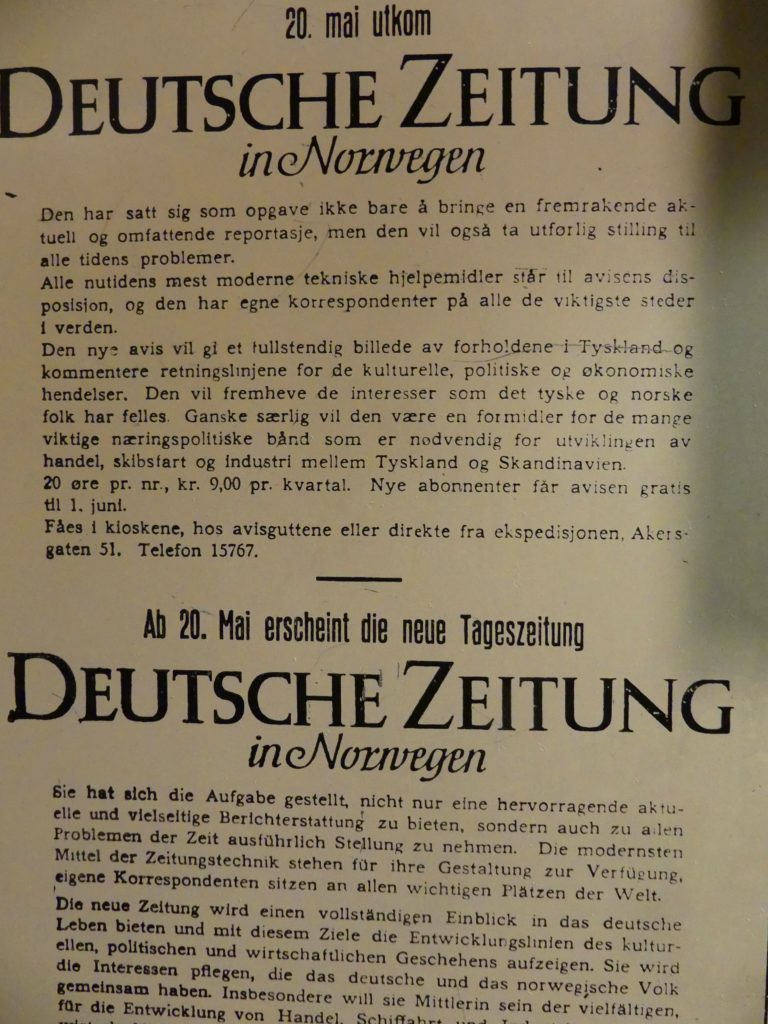 20. mai utkom
DEUTSCHE ZEITUNG
in Norwegen
Den har satt sig som opgave ikke bare å bringe en fremrakende ak-
tuell og omfattende reportasje, men den vil også ta utførlig stilling til
alle tidens problemer.
Alle nutidens mest moderne tekniske hjelpemidler står til avisens dis-
posisjon, og den har egne korrespondenter på alle de viktigste steder
i verden.
Den nye avis vil gi et fullstendig billede av forholdene i Tyskland og
kommentere retningslinjene for de kulturelle, politiske og økonomiske
hendelser. Den vil fremheve de interesser som det tyske og norske
folk har felles. Ganske særlig vil den være en formidler for de mange
viktige næringspolitiske bånd som er nødvendig for utviklingen av
handel, skibsfart og industri mellem Tyskland og Skandinavien.
20 øre pr. nr., kr. 9,00 pr. kvartal. Nye abonnenter får avisen gratis
til 1. juni.
Fåes i kioskene, hos avisguttene eller direkte fra ekspedisjonen, Akers-
gaten 51. Telefon 15767.
Ab 20. Mai erscheint die neue Tageszeitung
DEUTSCHE ZEITUNG
in Norwegen
Sie hat sich die Aufgabe gestellt, nicht nur eine hervorragende aktu-
elle und vielseitige Berichterstattung zu bieten, sondern auch zu allen
Problemen der Zeit ausführlich Stellung zu nehmen. Die modernsten
Mittel der Zeitungstechnik stehen für ihre Gestaltung zur Verfügung,
eigene Korrespondenten sitzen an allen wichtigen Plätzen der Welt.
Die neue Zeitung wird einen vollständigen Einblick in das deutsche
Leben bieten und mit diesem Ziele die Entwicklungslinien des kultur-
ellen, politischen und wirtschaftlichen Geschehens aufzeigen. Sie wird
die Interessen pflegen, die das deutsche und das norwegische Volk
gemeinsam haben. Insbesondere will sie Mittlerin sein der vielfältigen,
für die Entwicklung von Handel, Schiffahrt und